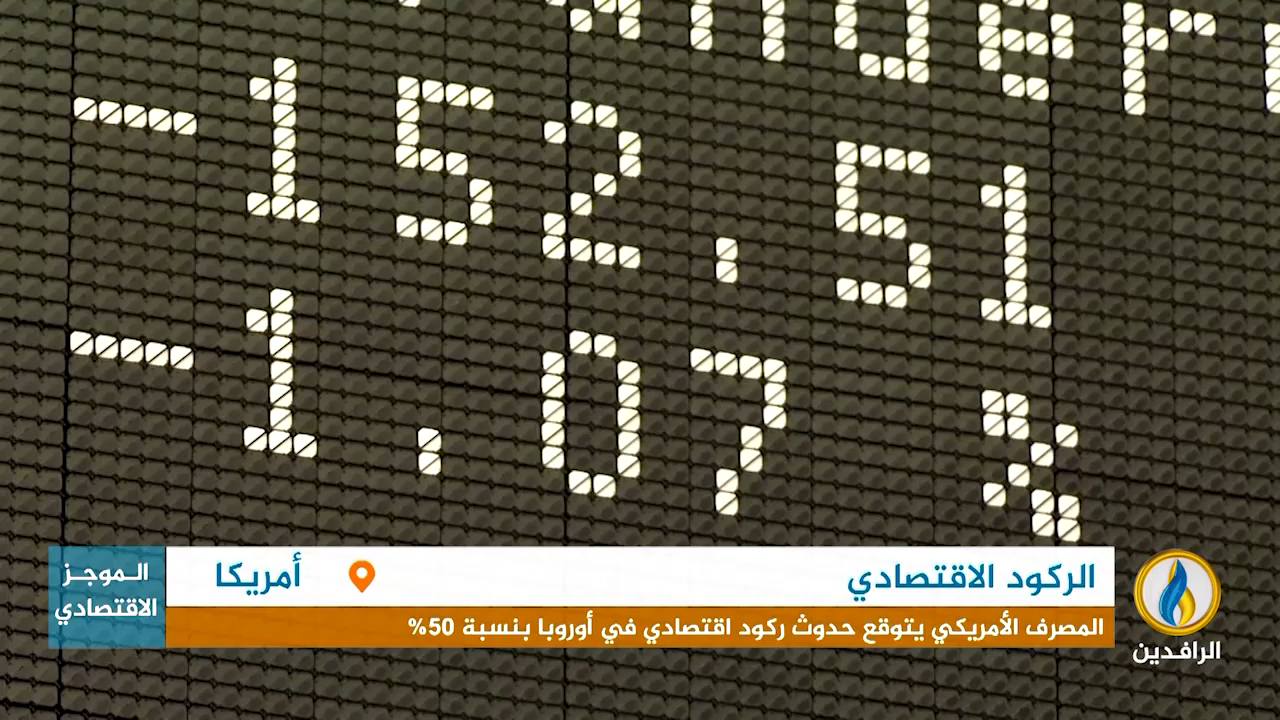 -152,51
-1,07 %
الركود الاقتصادي
أمريكا
الموجز
الاقتصادي
المصرف الأمريكي يتوقع حدوث ركود اقتصادي في أوروبا بنسبة 50%
الرافدين